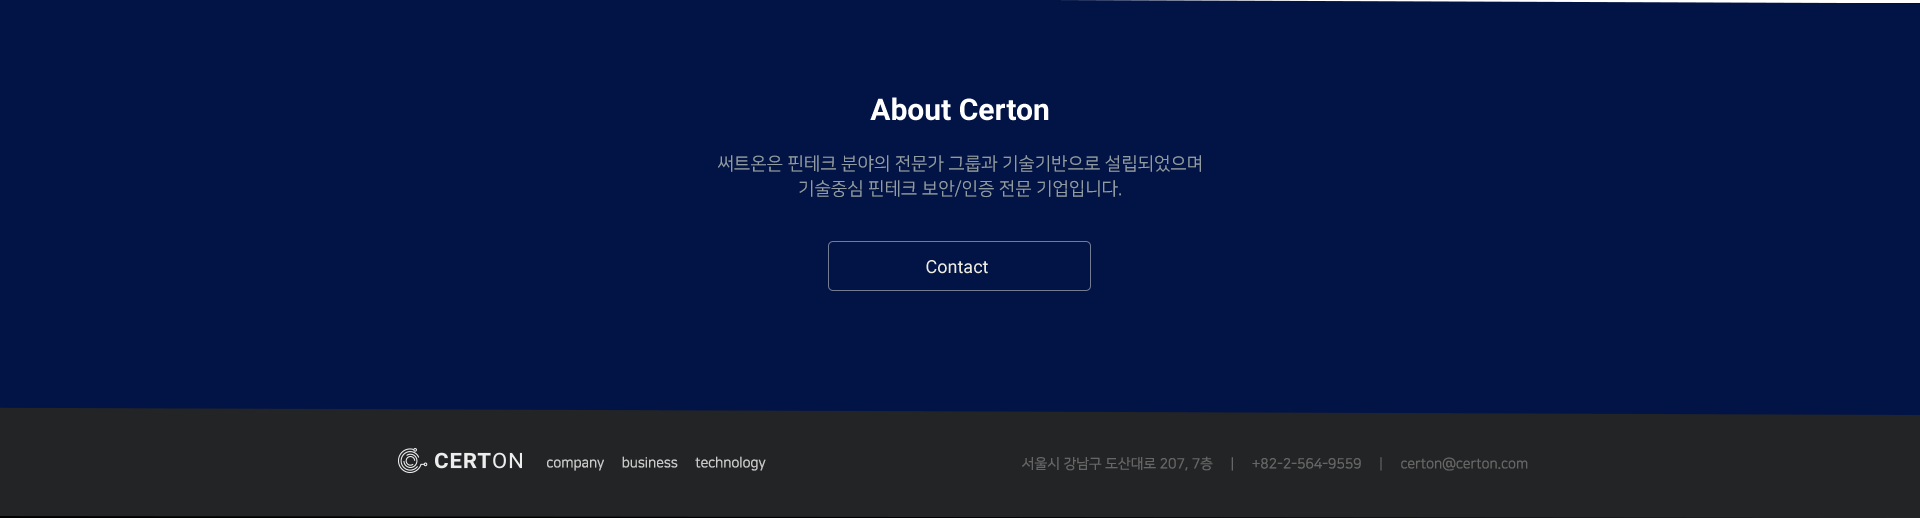 About Certon
써트온은 핀테크 분야의 전문가 그룹과 기술기반으로 설립되었으며
기술중심 핀테크 보안/인증 전문 기업입니다.
Contact
CERTON company business technology 서울시 강남구 도산대로 207, 7층 | +82-2-564-9559 | certon@certon.com